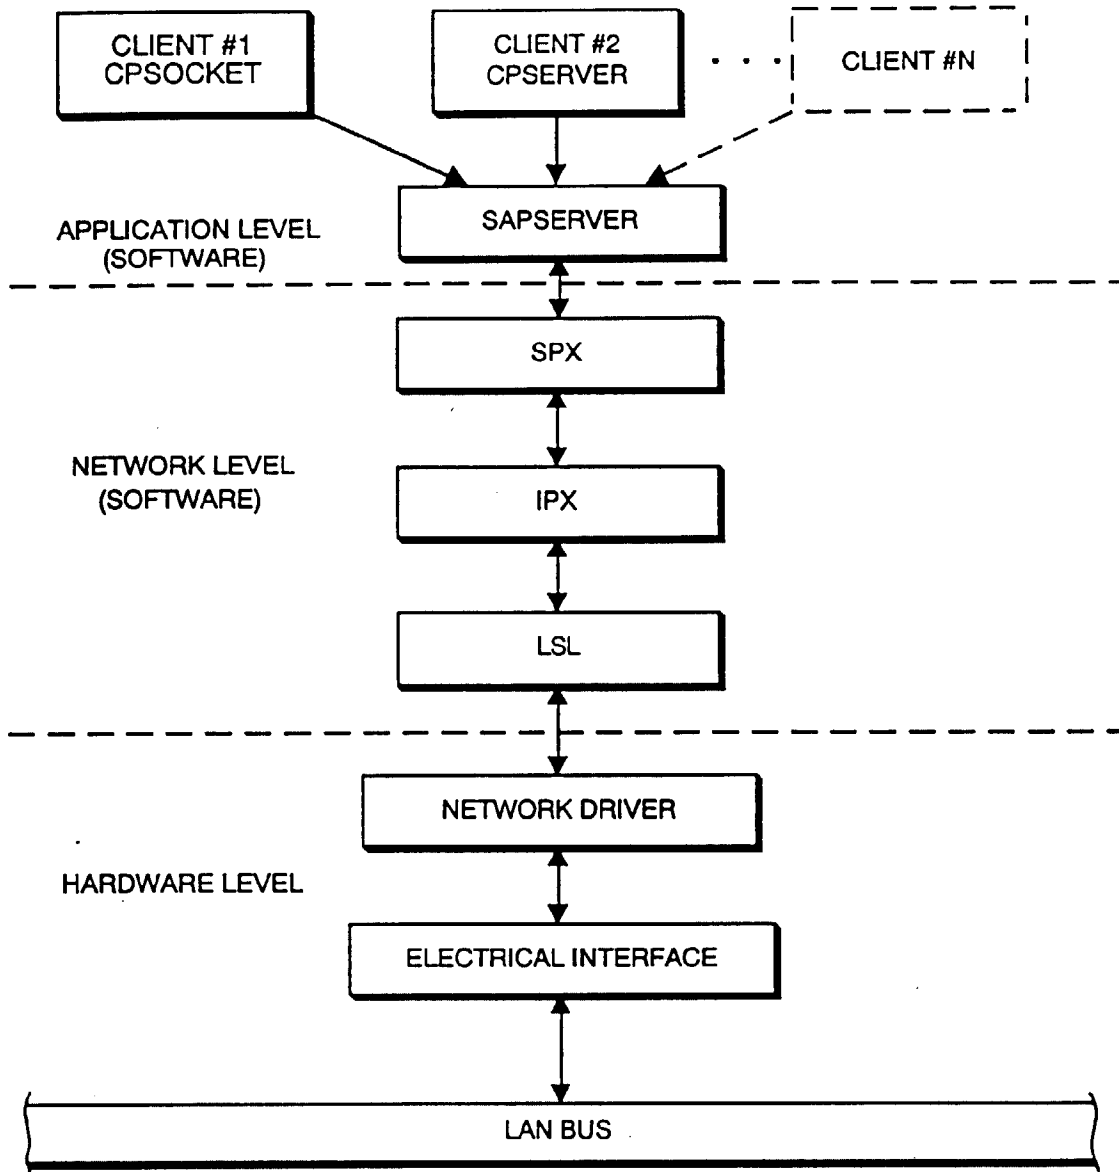 CLIENT #1
CPSOCKET
CLIENT #2
CPSERVER
CLIENT #N
SAPSERVER
APPLICATION LEVEL
(SOFTWARE)
SPX
NETWORK LEVEL
(SOFTWARE)
IPX
LSL
NETWORK DRIVER
HARDWARE LEVEL
ELECTRICAL INTERFACE
LAN BUS